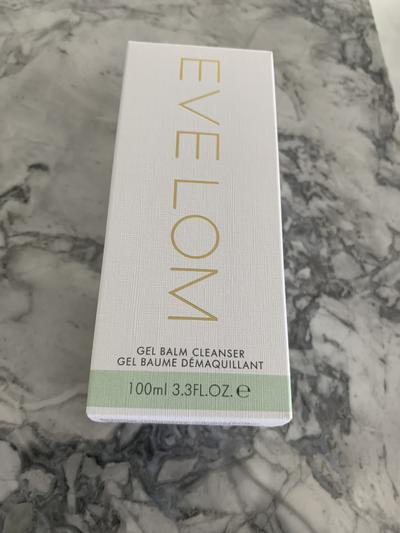 EVE LOM
GEL BALM CLEANSER
GEL BAUME DÉMAQUILLANT
100ml 3.3FL.OZ. ℮